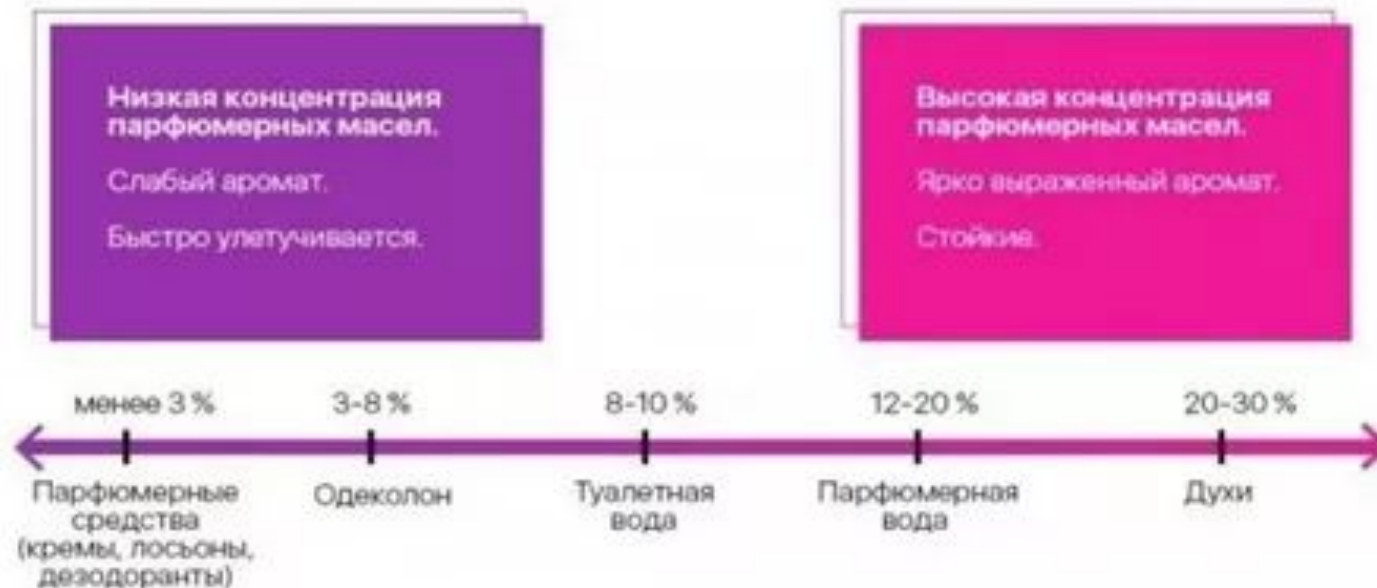 Низкая концентрация
парфюмерных масел.
Слабый аромат.
Быстро улетучивается.
Высокая концентрация
парфюмерных масел.
Ярко выраженный аромат.
Стойкие.
менее 3 %
3-8 %
8-10 %
12-20 %
20-30 %
Парфюмерные
средства
(кремы, лосьоны,
дезодоранты)
Одеколон
Туалетная
вода
Парфюмерная
вода
Духи